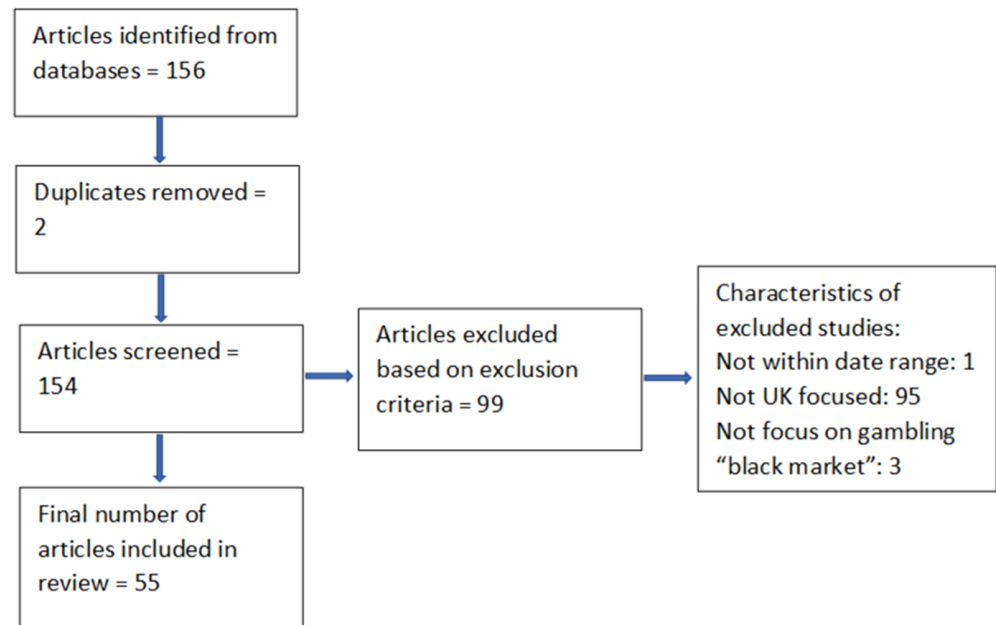 Articles identified from
databases = 156
Duplicates removed =
2
Articles screened =
154
Articles excluded
based on exclusion
criteria = 99
Characteristics of
excluded studies:
Not within date range: 1
Not UK focused: 95
Not focus on gambling
“black market”: 3
Final number of
articles included in
review = 55